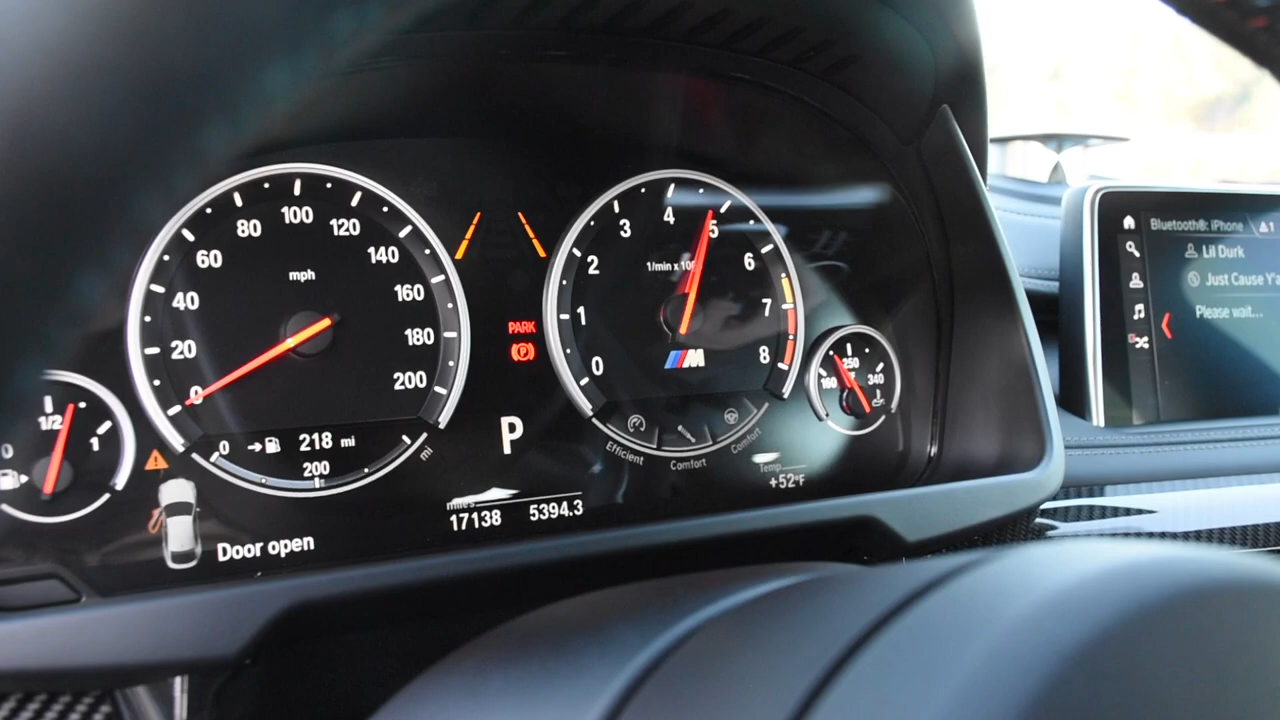 0
20
40
60
80
100
120
140
160
180
200
mph
0
218 mi
200
mi
0
1/2
1
Door open
PARK
P
P
miles
17138 5394.3
0
1
2
3
4
5
6
7
8
M
Efficient
Comfort
Comfort
160
250
340
Temp
+52°F
Bluetooth®: iPhone
1
Lil Durk
Just Cause
Please wait...